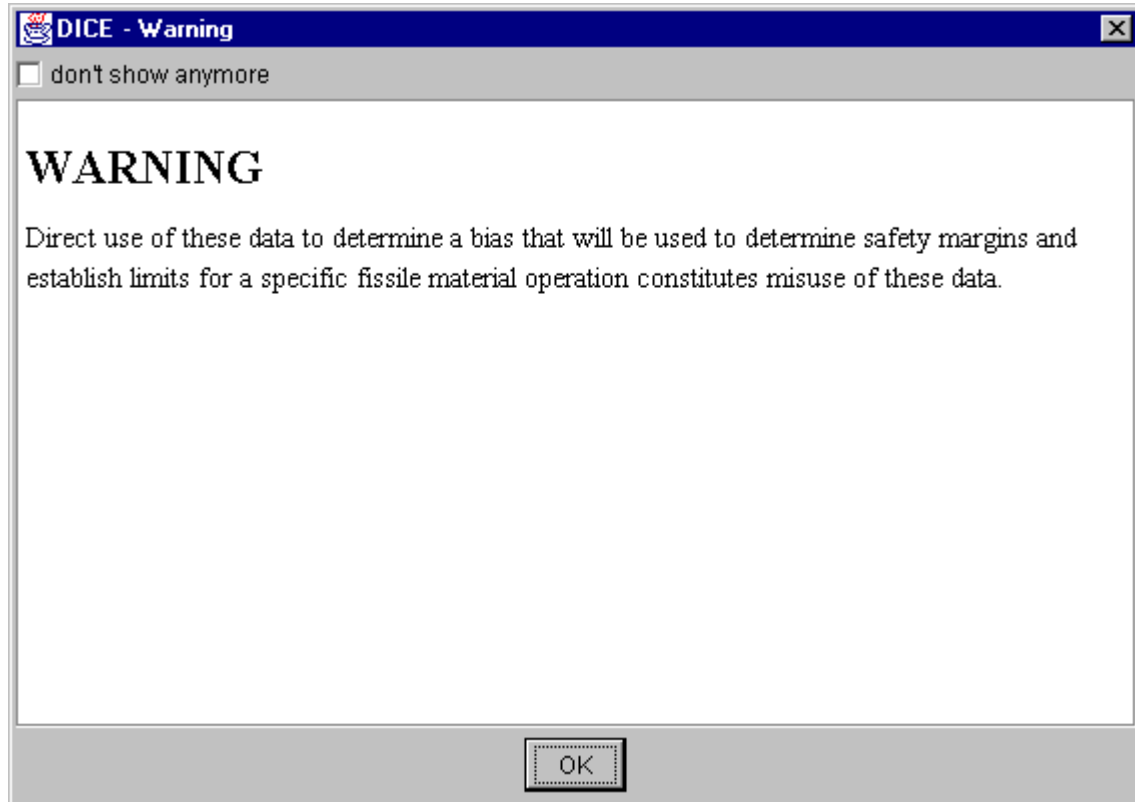 DICE - Warning
don't show anymore
WARNING
Direct use of these data to determine a bias that will be used to determine safety margins and
establish limits for a specific fissile material operation constitutes misuse of these data.
OK